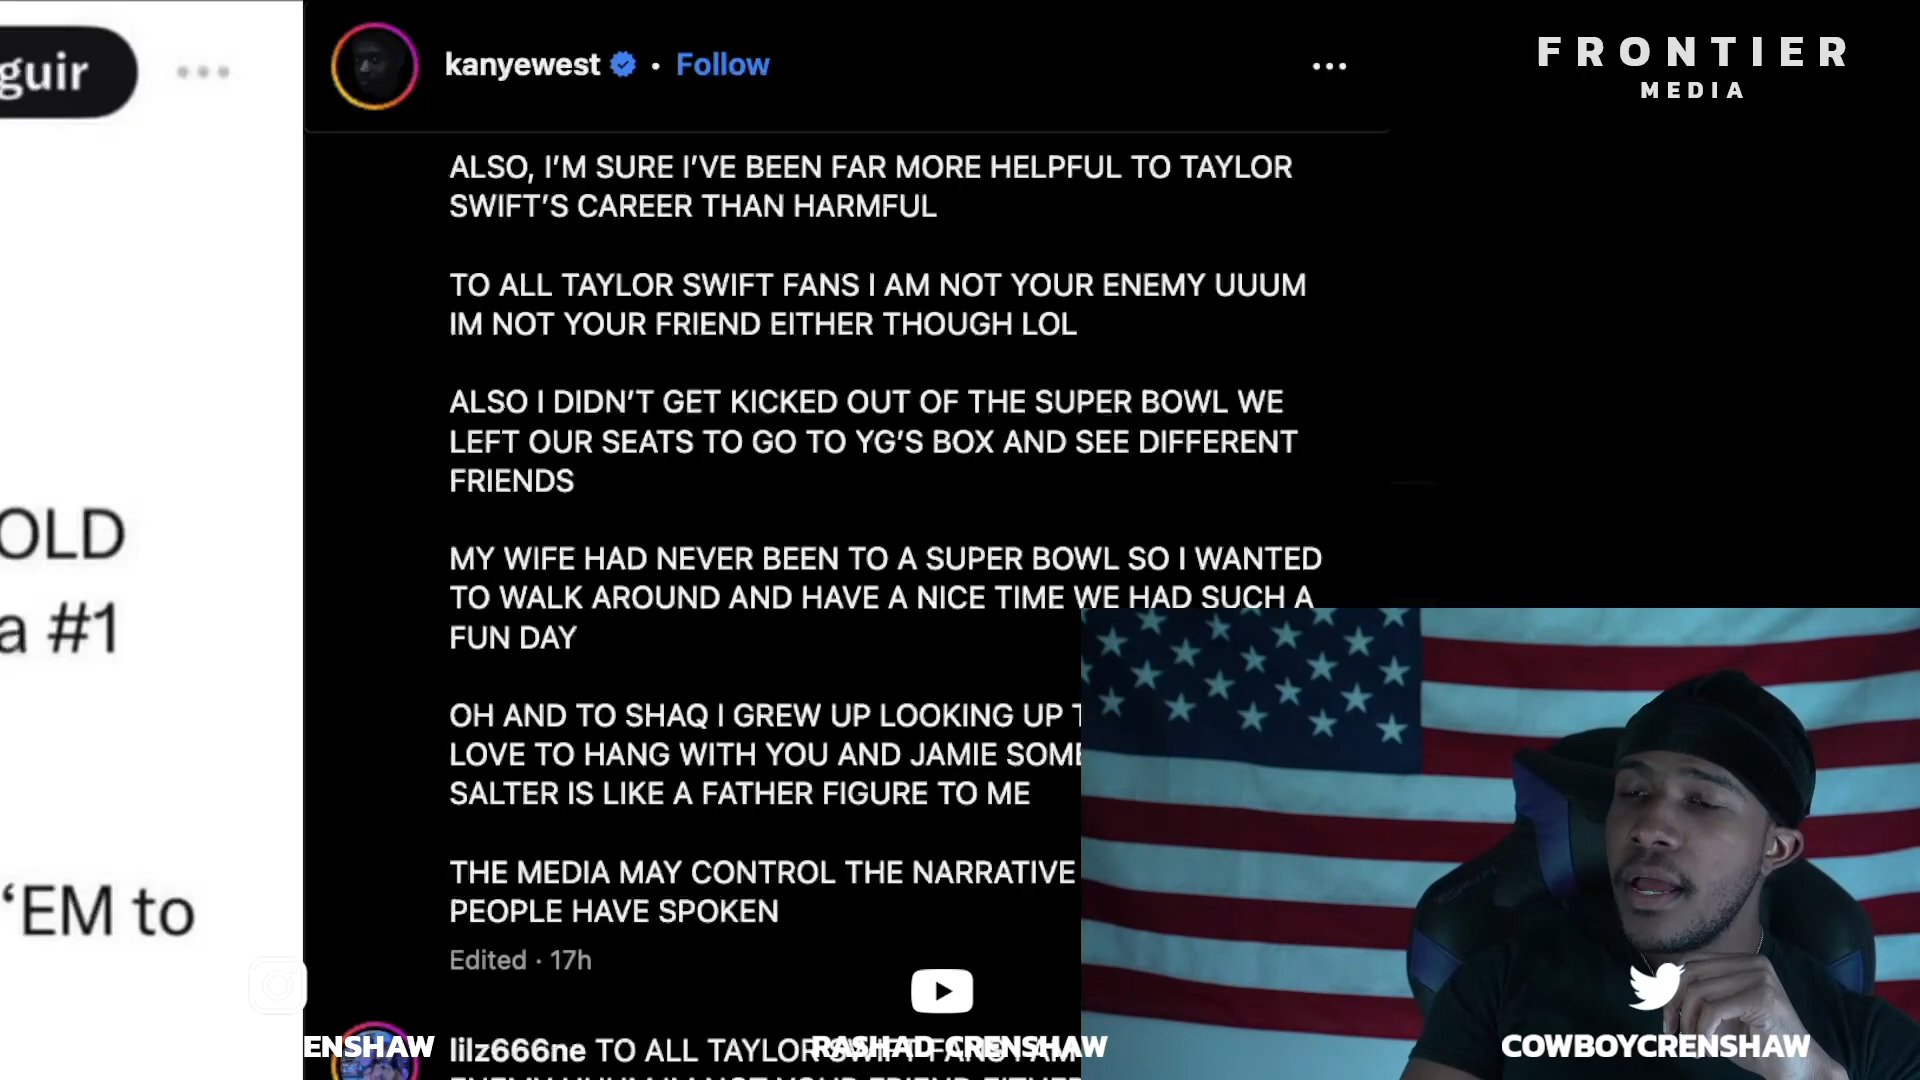 guir
OLD
a #1
‘EM to
kanyewest • Follow
FRONTIER
MEDIA
ALSO, I’M SURE I’VE BEEN FAR MORE HELPFUL TO TAYLOR
SWIFT’S CAREER THAN HARMFUL
TO ALL TAYLOR SWIFT FANS I AM NOT YOUR ENEMY UUUM
IM NOT YOUR FRIEND EITHER THOUGH LOL
ALSO I DIDN’T GET KICKED OUT OF THE SUPER BOWL WE
LEFT OUR SEATS TO GO TO YG’S BOX AND SEE DIFFERENT
FRIENDS
MY WIFE HAD NEVER BEEN TO A SUPER BOWL SO I WANTED
TO WALK AROUND AND HAVE A NICE TIME WE HAD SUCH A
FUN DAY
OH AND TO SHAQ I GREW UP LOOKING UP
LOVE TO HANG WITH YOU AND JAMIE SOME
SALTER IS LIKE A FATHER FIGURE TO ME
THE MEDIA MAY CONTROL THE NARRATIVE
PEOPLE HAVE SPOKEN
Edited · 17h
lilz666ne TO ALL TAYLOR SWIFT FANS I AM
ENSHAW
RASHAD CRENSHAW
COWBOYCRENSHAW